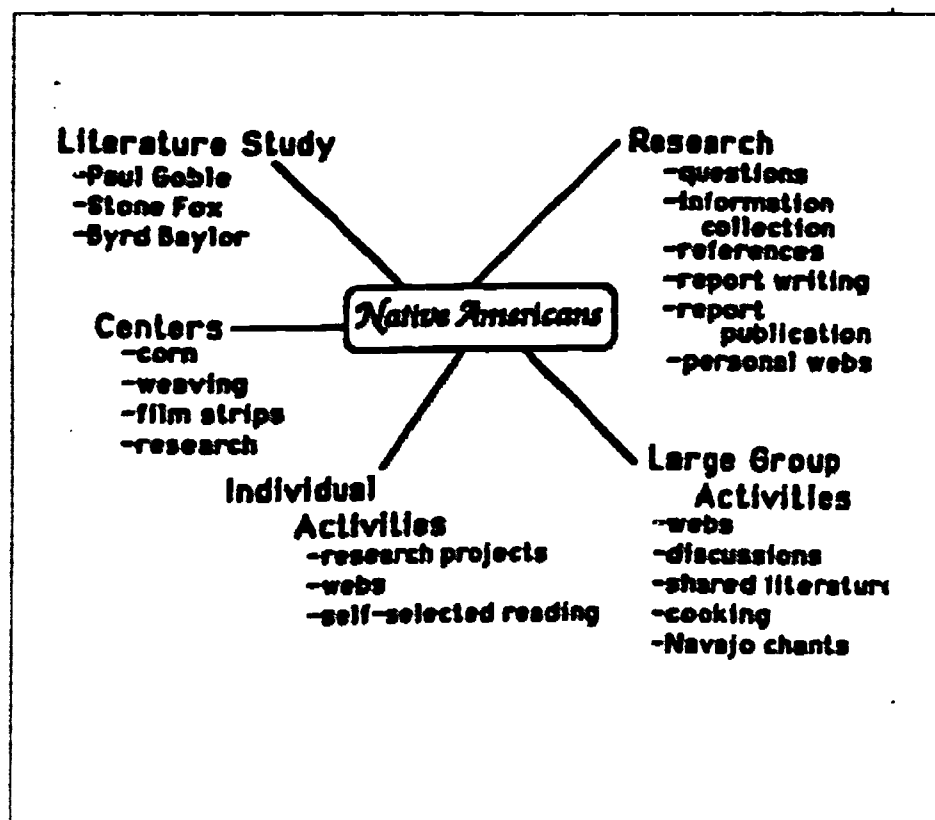 Literature Study
-Paul Goble
-Stone Fox
-Byrd Baylor
Research
-questions
-information
collection
-references
-report writing
-report
publication
-personal webs
Native Americans
Centers
-corn
-weaving
-film strips
-research
Individual
Activities
-research projects
-webs
-self-selected reading
Large Group
Activities
-webs
-discussions
-shared literature
-cooking
-Navajo chants